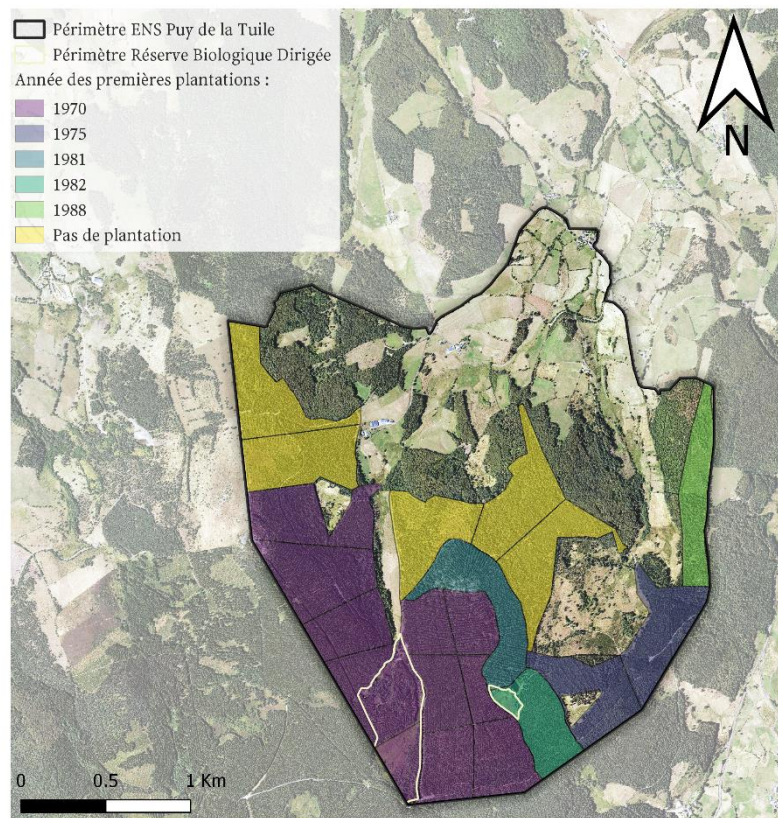 Périmètre ENS Puy de la Tuile
Périmètre Réserve Biologique Dirigée
Année des premières plantations :
1970
1975
1981
1982
1988
Pas de plantation
N
0 0.5 1 Km